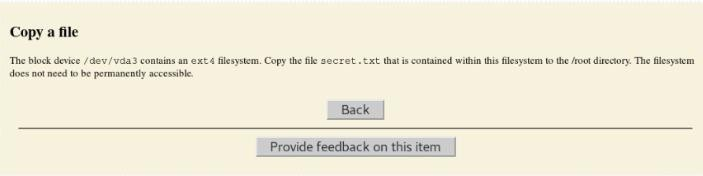 Copy a file
The block device /dev/vda3 contains an ext4 filesystem. Copy the file secret.txt that is contained within this filesystem to the /root directory. The filesystem
does not need to be permanently accessible.
Back
Provide feedback on this item